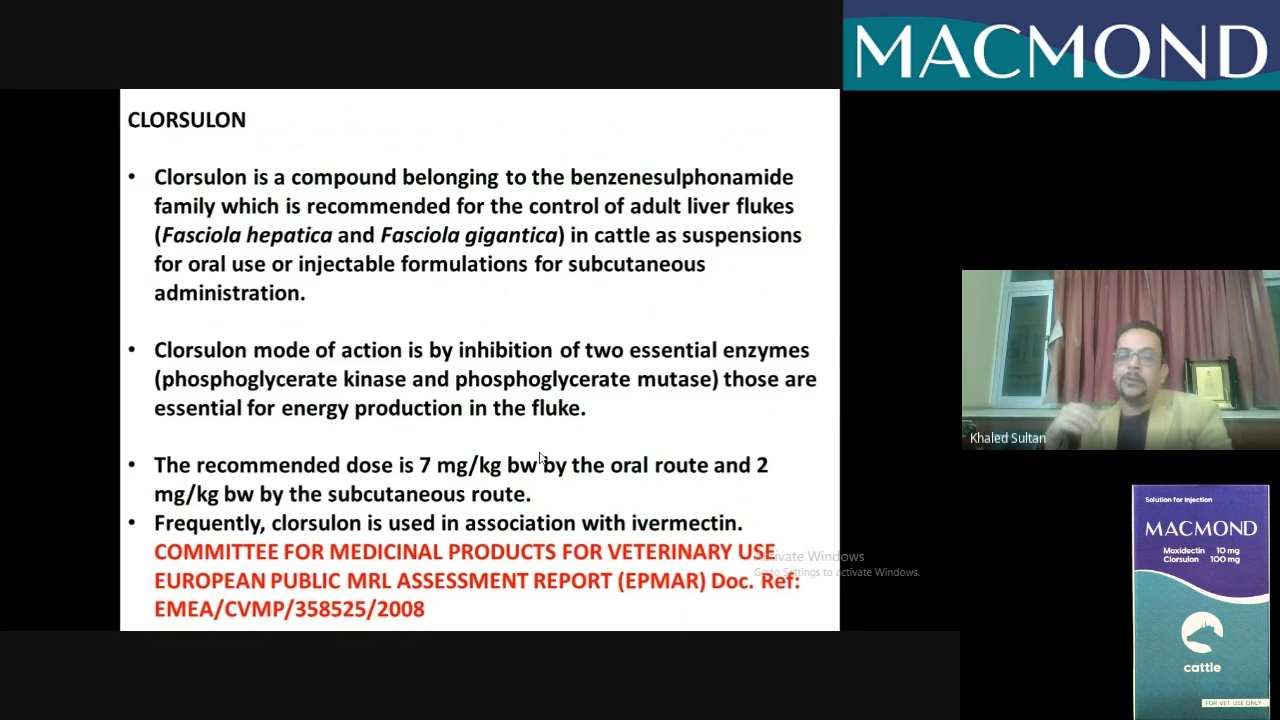 MACMOND
CLORSULON
• Clorsulon is a compound belonging to the benzenesulphonamide
family which is recommended for the control of adult liver flukes
(Fasciola hepatica and Fasciola gigantica) in cattle as suspensions
for oral use or injectable formulations for subcutaneous
administration.
• Clorsulon mode of action is by inhibition of two essential enzymes
(phosphoglycerate kinase and phosphoglycerate mutase) those are
essential for energy production in the fluke.
• The recommended dose is 7 mg/kg bw by the oral route and 2
mg/kg bw by the subcutaneous route.
• Frequently, clorsulon is used in association with ivermectin.
COMMITTEE FOR MEDICINAL PRODUCTS FOR VETERINARY USE
EUROPEAN PUBLIC MRL ASSESSMENT REPORT (EPMAR) Doc. Ref:
EMEA/CVMP/358525/2008
Activate Windows
Go to Settings to activate Windows.
Khaled Sultan
Solution for Injection
MACMOND
Moxidectin 10 mg
Clorsulon 100 mg
cattle
FOR VET. USE ONLY